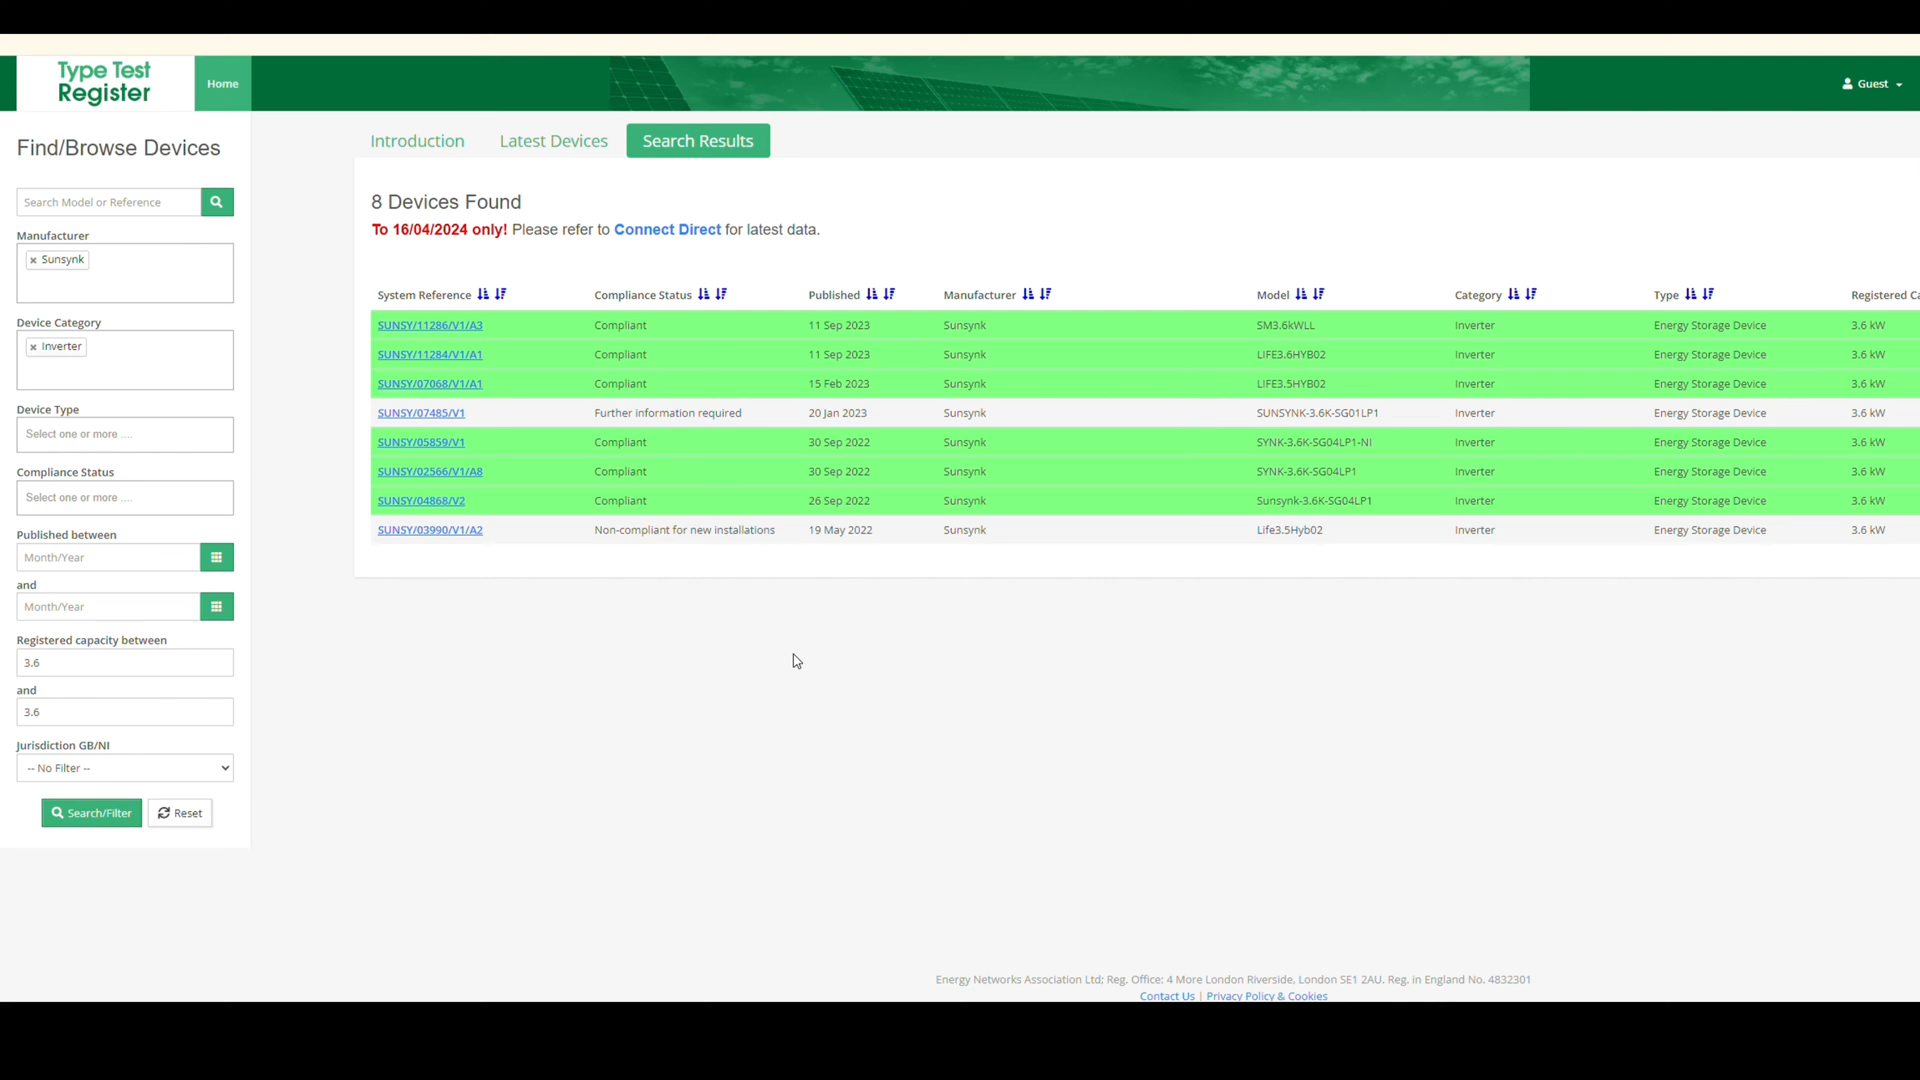 Type Test
Register
Home
Guest
Find/Browse Devices
Search Model or Reference
Manufacturer
× Sunsynk
Device Category
× Inverter
Device Type
Select one or more ....
Compliance Status
Select one or more ....
Published between
Month/Year
and
Month/Year
Registered capacity between
3.6
and
3.6
Jurisdiction GB/NI
-- No Filter --
Search/Filter Reset
Introduction Latest Devices Search Results
8 Devices Found
To 16/04/2024 only! Please refer to Connect Direct for latest data.
System Reference Compliance Status Published Manufacturer Model Category Type Registered Ca
SUNSY/11286/V1/A3 Compliant 11 Sep 2023 Sunsynk SM3.6kWLL Inverter Energy Storage Device 3.6 kW
SUNSY/11284/V1/A1 Compliant 11 Sep 2023 Sunsynk LIFE3.6HYB02 Inverter Energy Storage Device 3.6 kW
SUNSY/07068/V1/A1 Compliant 15 Feb 2023 Sunsynk LIFE3.5HYB02 Inverter Energy Storage Device 3.6 kW
SUNSY/07485/V1 Further information required 20 Jan 2023 Sunsynk SUNSYNK-3.6K-SG01LP1 Inverter Energy Storage Device 3.6 kW
SUNSY/05859/V1 Compliant 30 Sep 2022 Sunsynk SYNK-3.6K-SG04LP1-NI Inverter Energy Storage Device 3.6 kW
SUNSY/02566/V1/A8 Compliant 30 Sep 2022 Sunsynk SYNK-3.6K-SG04LP1 Inverter Energy Storage Device 3.6 kW
SUNSY/04868/V2 Compliant 26 Sep 2022 Sunsynk Sunsynk-3.6K-SG04LP1 Inverter Energy Storage Device 3.6 kW
SUNSY/03990/V1/A2 Non-compliant for new installations 19 May 2022 Sunsynk Life3.5Hyb02 Inverter Energy Storage Device 3.6 kW
Energy Networks Association Ltd; Reg. Office: 4 More London Riverside, London SE1 2AU. Reg. in England No. 4832301
Contact Us | Privacy Policy & Cookies